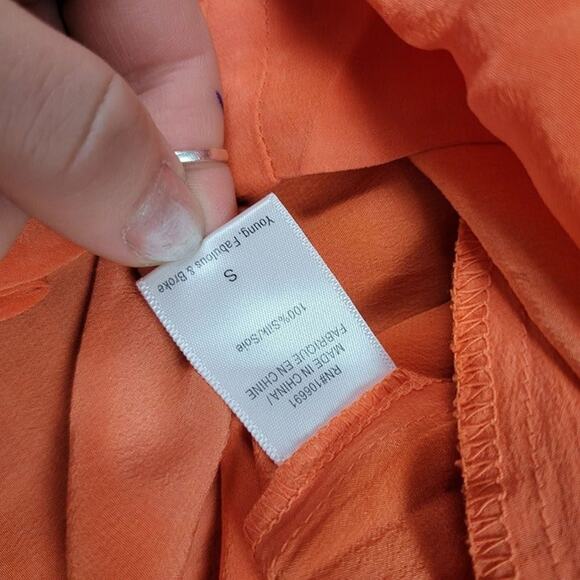 Young, Fabulous & Broke
S
100%Silk/Soie
FABRIQUE EN CHINE
MADE IN CHINA/
RN#106691